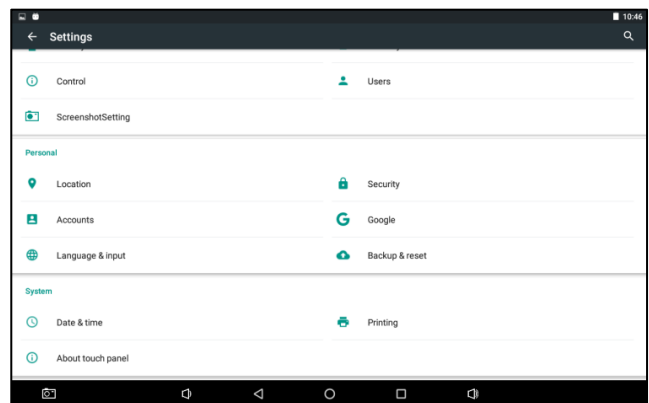 10:46
Settings
Control
Users
ScreenshotSetting
Personal
Location
Security
Accounts
Google
Language & input
Backup & reset
System
Date & time
Printing
About touch panel